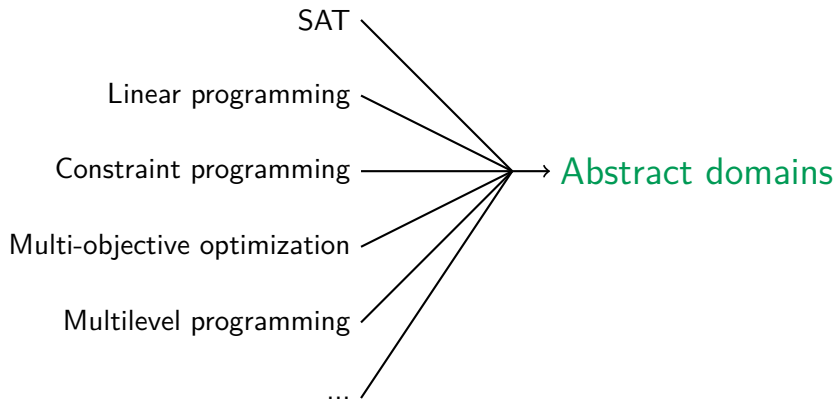 SAT
Linear programming
Constraint programming
Abstract domains
Multi-objective optimization
Multilevel programming
...